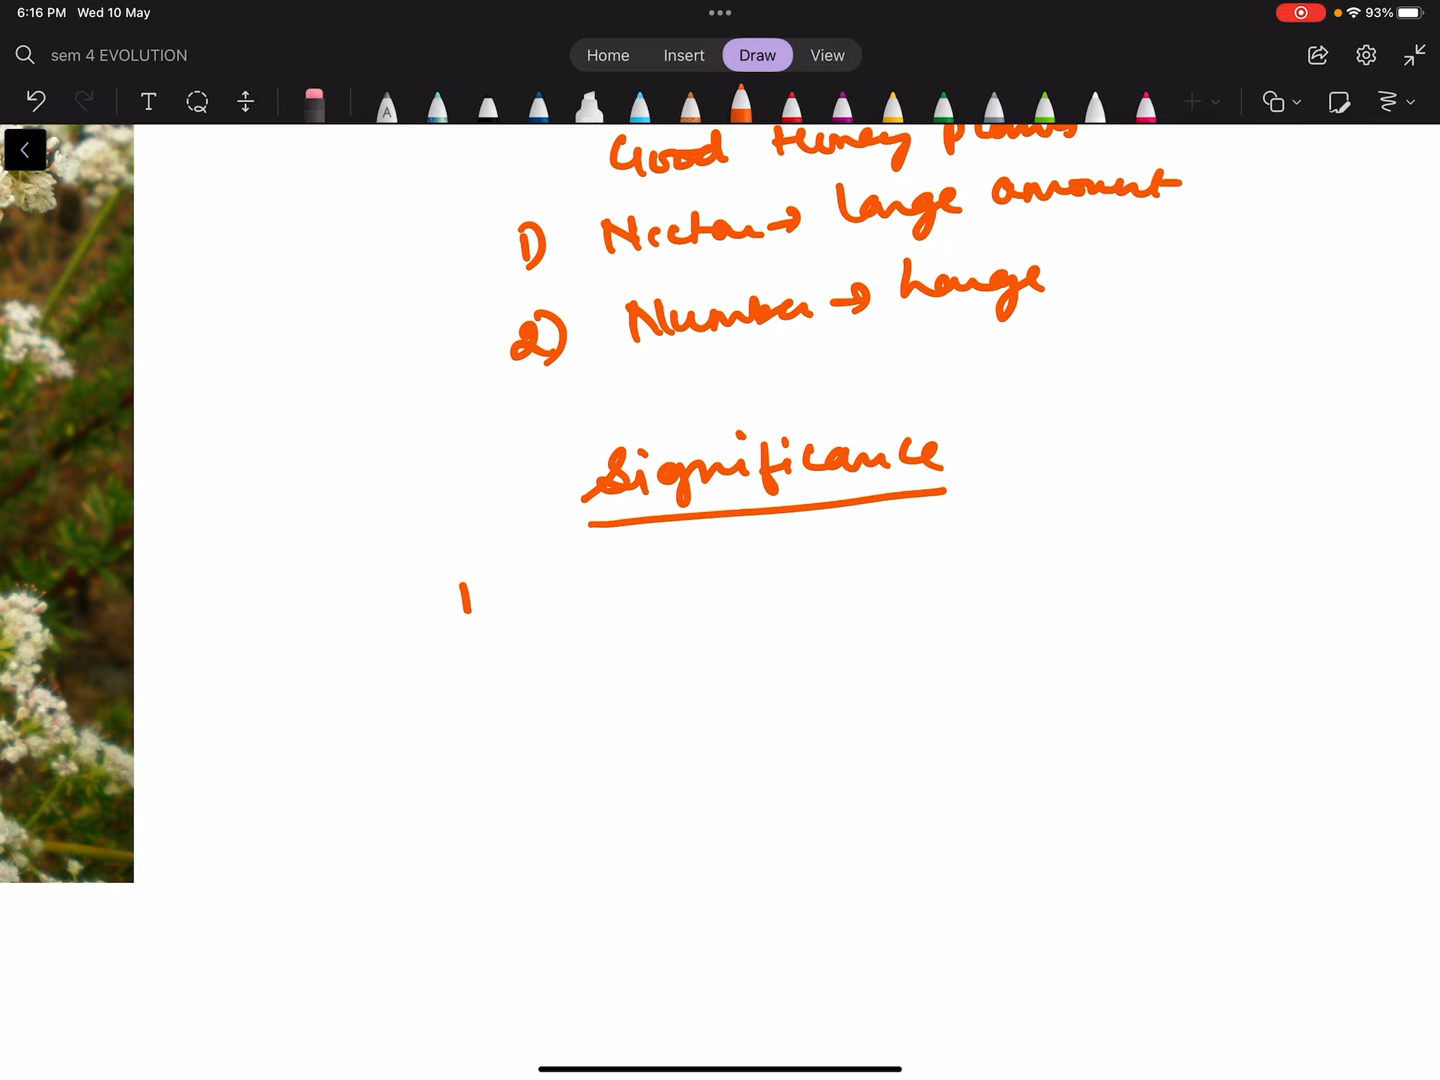 6:16 PM Wed 10 May
93%
sem 4 EVOLUTION
Home Insert Draw View
T
A
Good Honey plants
1) Nectar → Large amount
2) Number → Large
Significance
1